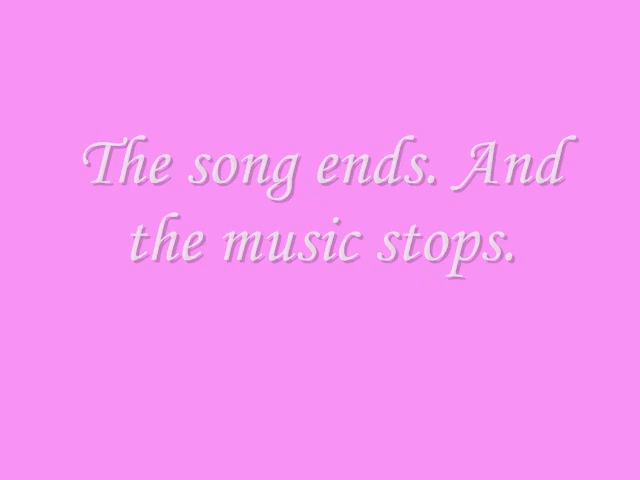 The song ends. And
the music stops.